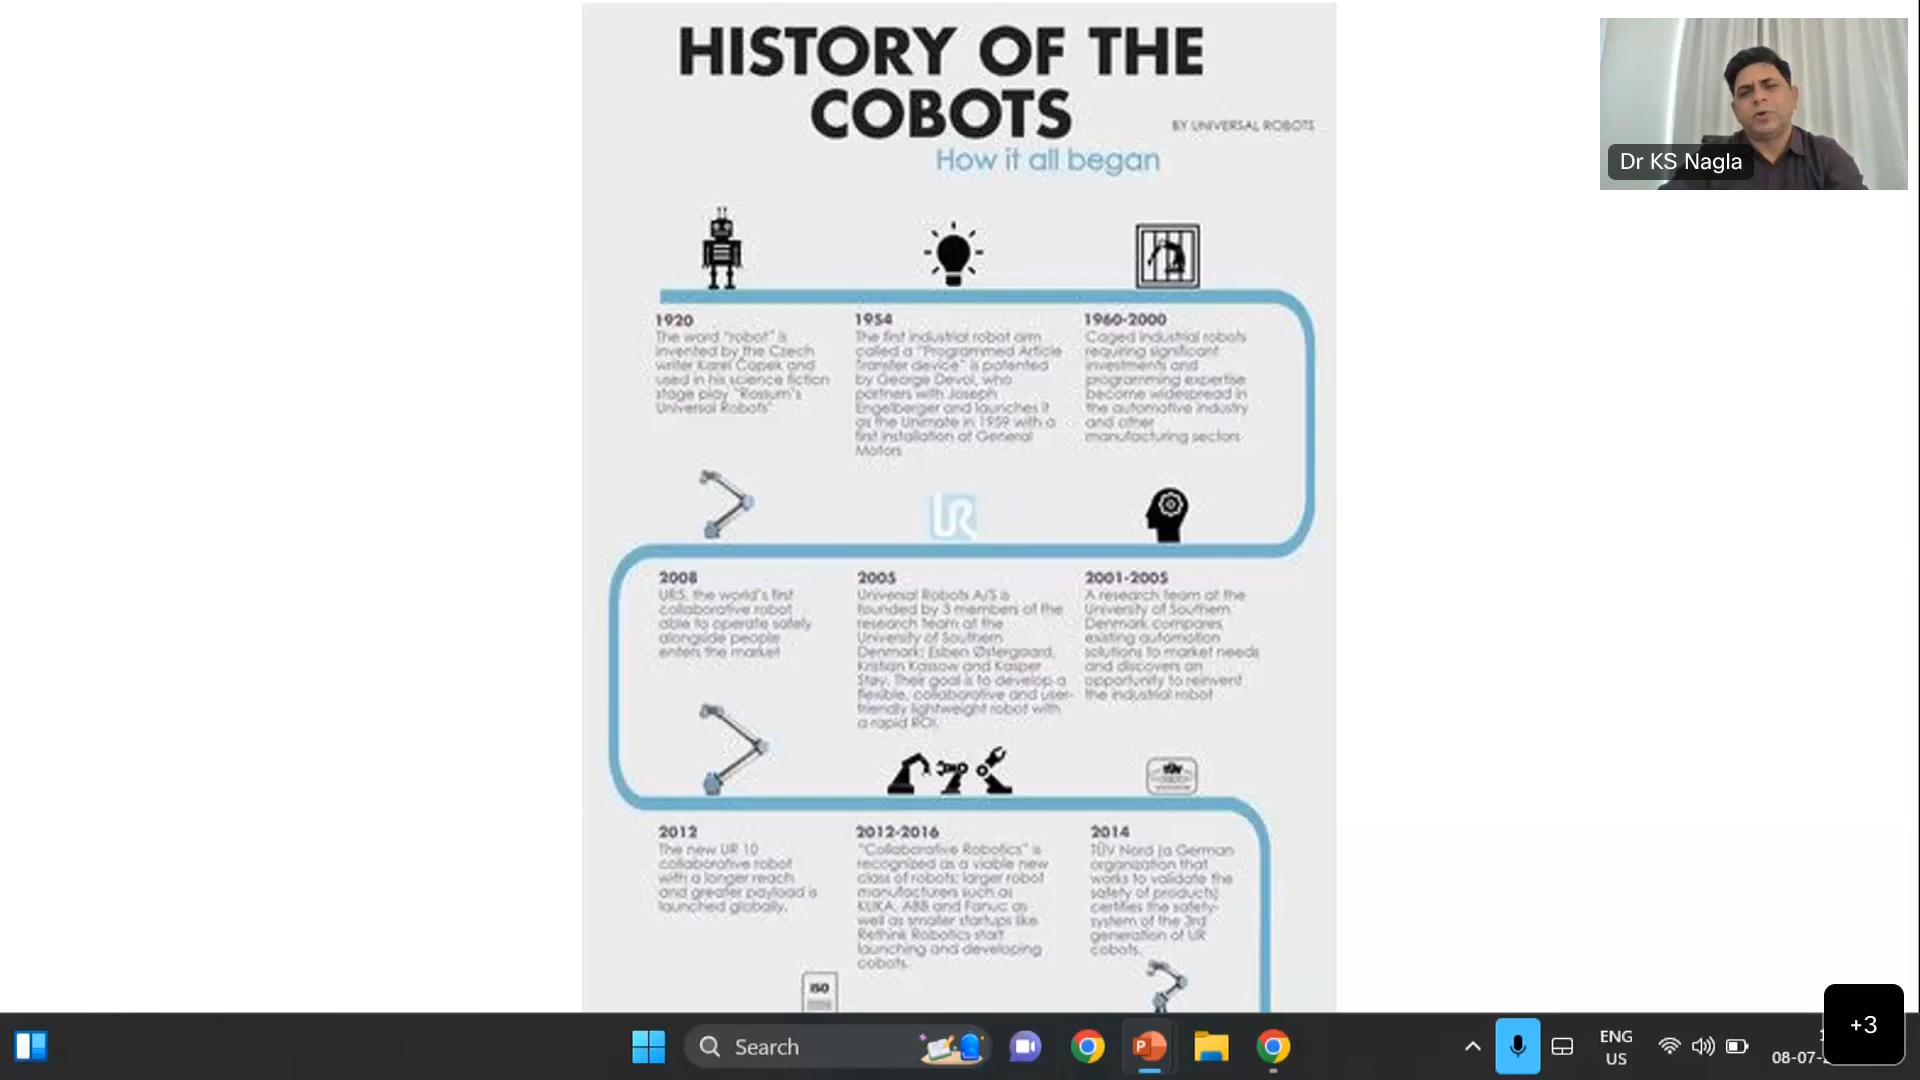 HISTORY OF THE
COBOTS
BY UNIVERSAL ROBOTS
How it all began
Dr KS Nagla
1920
The word "robot" is
invented by the Czech
writer Karel Capek and
used in his science fiction
stage play "Rossum's
Universal Robots"
1954
The first industrial robot arm
called a "Programmed Article
Transfer device" is patented
by George Devol, who
partners with Joseph
Engelberger and launches it
as the Unimate in 1959 with a
first installation at General
Motors
1960-2000
Caged industrial robots
requiring significant
investments and
programming expertise
become widespread in
the automotive industry
and other
manufacturing sectors
UR
2008
UR5, the world's first
collaborative robot
able to operate safely
alongside people
enters the market
2005
Universal Robots A/S is
founded by 3 members of the
research team at the
University of Southern
Denmark: Esben Østergaard,
Kristian Kassow and Kasper
Støy. Their goal is to develop a
flexible, collaborative and user-
friendly lightweight robot with
a rapid ROI.
2001-2005
A research team at the
University of Southern
Denmark compares
existing automation
solutions to market needs
and discovers an
opportunity to reinvent
the industrial robot
TÜV
2012
The new UR 10
collaborative robot
with a longer reach
and greater payload is
launched globally.
2012-2016
"Collaborative Robotics" is
recognized as a viable new
class of robots; larger robot
manufacturers such as
KUKA, ABB and Fanuc as
well as smaller startups like
Rethink Robotics start
launching and developing
cobots.
2014
TÜV Nord (a German
organization that
works to validate the
safety of products)
certifies the safety-
system of the 3rd
generation of UR
cobots.
ISO
Search
P
ENG
US
08-07-
+3